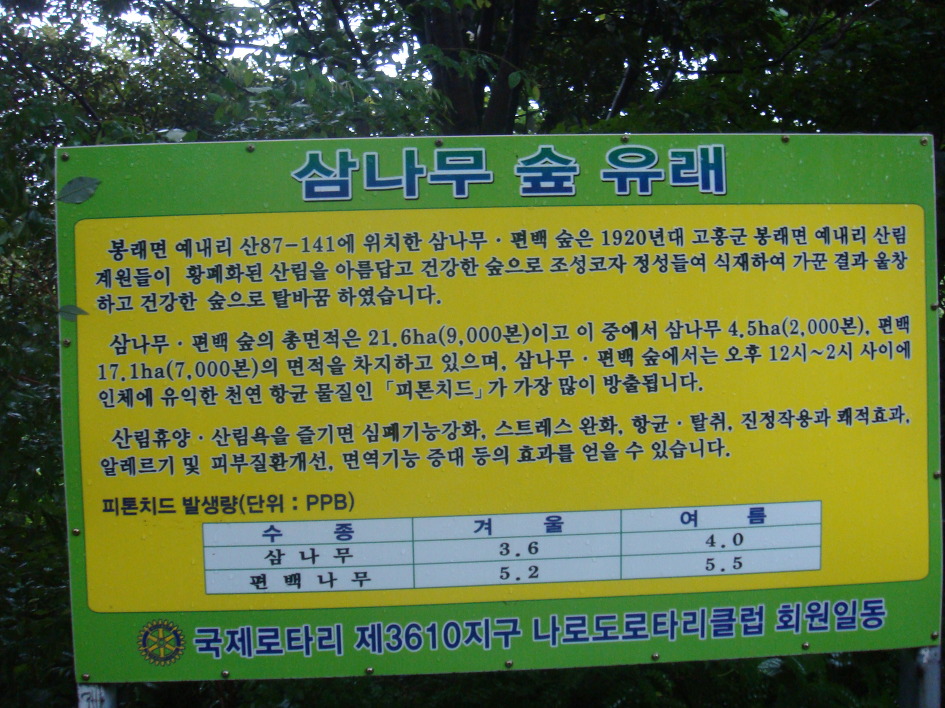 삼나무 숲 유래
봉래면 예내리 산87-141에 위치한 삼나무 · 편백 숲은 1920년대 고흥군 봉래면 예내리 산림
계원들이 황폐화된 산림을 아름답고 건강한 숲으로 조성코자 정성들여 식재하여 가꾼 결과 울창
하고 건강한 숲으로 탈바꿈 하였습니다.
삼나무 · 편백 숲의 총면적은 21.6ha(9,000본)이고 이 중에서 삼나무 4.5ha(2,000본), 편백
17.1ha(7,000본)의 면적을 차지하고 있으며, 삼나무 · 편백 숲에서는 오후 12시~2시 사이에
인체에 유익한 천연 항균 물질인 「피톤치드」가 가장 많이 방출됩니다.
산림휴양 · 산림욕을 즐기면 심폐기능강화, 스트레스 완화, 항균 · 탈취, 진정작용과 쾌적효과,
알레르기 및 피부질환개선, 면역기능 증대 등의 효과를 얻을 수 있습니다.
피톤치드 발생량(단위 : PPB)
수 종 겨 울 여 름
삼 나 무 3.6 4.0
편 백 나 무 5.2 5.5
국제로타리 제3610지구 나로도로타리클럽 회원일동